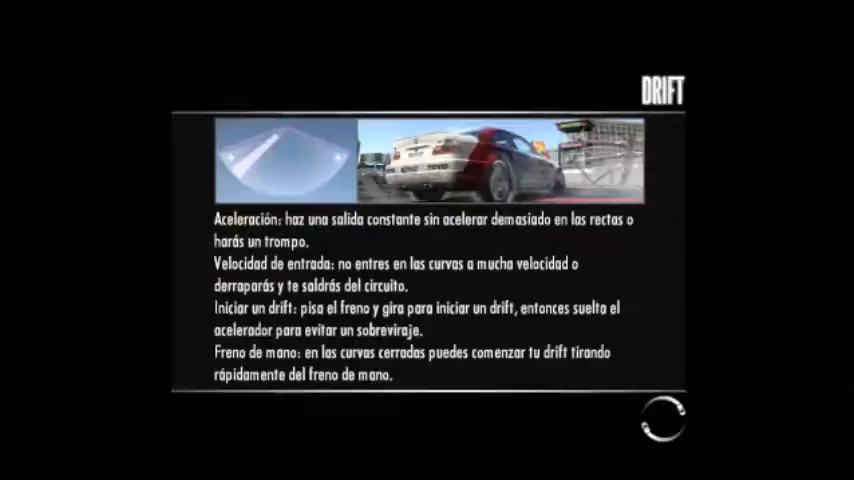 DRIFT
TOYO
Aceleración: haz una salida constante sin acelerar demasiado en las rectas o
harás un trompo.
Velocidad de entrada: no entres en las curvas a mucha velocidad o
derraparás y te saldrás del circuito.
Iniciar un drift: pisa el freno y gira para iniciar un drift, entonces suelta el
acelerador para evitar un sobreviraje.
Freno de mano: en las curvas cerradas puedes comenzar tu drift tirando
rápidamente del freno de mano.